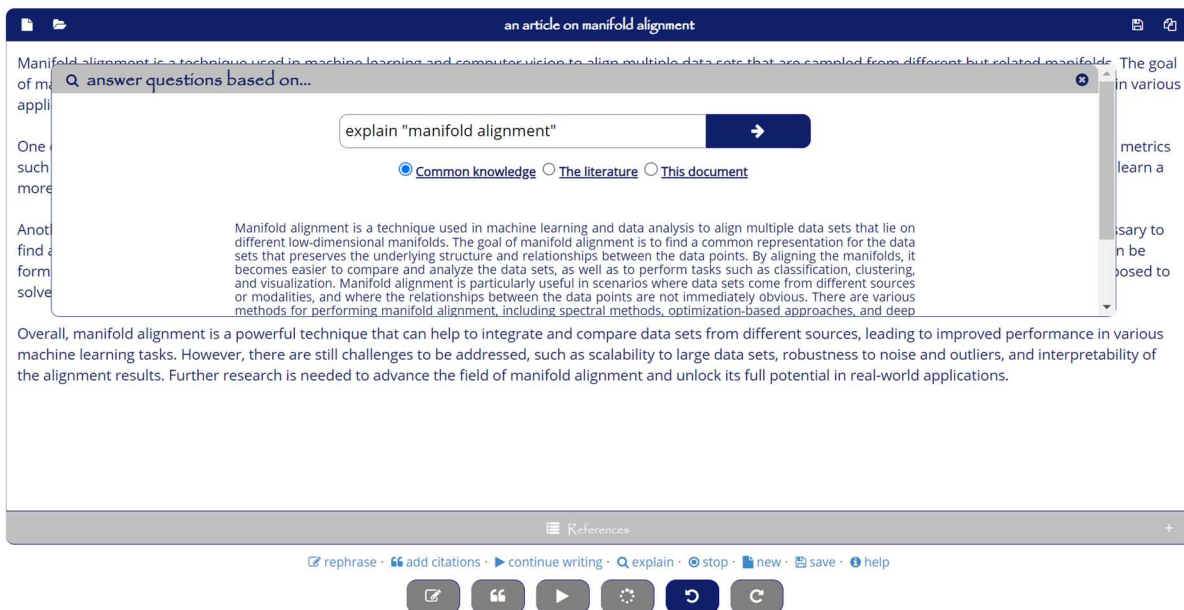 an article on manifold alignment
Manifold alignment is a technique used in machine learning and computer vision to align multiple data sets that are sampled from different but related manifolds. The goal
of ma in various
appli
answer questions based on...
explain "manifold alignment"
Common knowledge The literature This document
One metrics
such learn a
more
Manifold alignment is a technique used in machine learning and data analysis to align multiple data sets that lie on
different low-dimensional manifolds. The goal of manifold alignment is to find a common representation for the data
sets that preserves the underlying structure and relationships between the data points. By aligning the manifolds, it
becomes easier to compare and analyze the data sets, as well as to perform tasks such as classification, clustering,
and visualization. Manifold alignment is particularly useful in scenarios where data sets come from different sources
or modalities, and where the relationships between the data points are not immediately obvious. There are various
methods for performing manifold alignment, including spectral methods, optimization-based approaches, and deep
Anot ssary to
find a n be
form posed to
solve
Overall, manifold alignment is a powerful technique that can help to integrate and compare data sets from different sources, leading to improved performance in various
machine learning tasks. However, there are still challenges to be addressed, such as scalability to large data sets, robustness to noise and outliers, and interpretability of
the alignment results. Further research is needed to advance the field of manifold alignment and unlock its full potential in real-world applications.
References +
rephrase · add citations · continue writing · explain · stop · new · save · help